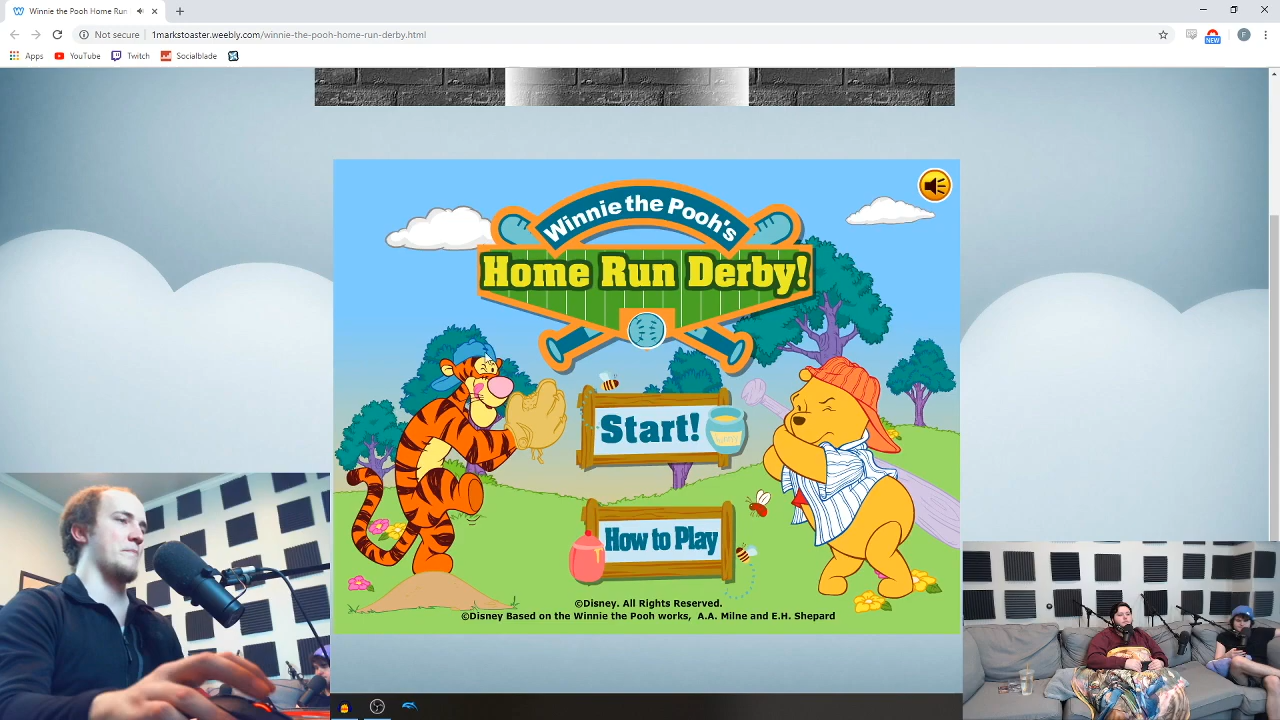 Winnie the Pooh Home Run
Not secure
1markstoaster.weebly.com/winnie-the-pooh-home-run-derby.html
NEW
F
Apps
YouTube
Twitch
Socialblade
Winnie the Pooh's
Home Run Derby!
Start!
hunny
How to Play
©Disney. All Rights Reserved.
©Disney Based on the Winnie the Pooh works, A.A. Milne and E.H. Shepard